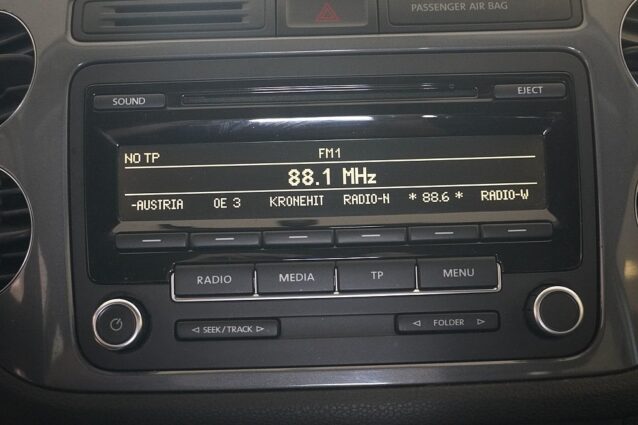 PASSENGER AIR BAG
SOUND
EJECT
NO TP FM1
88.1 MHz
-AUSTRIA OE 3 KRONEHIT RADIO-N * 88.6 * RADIO-W
RADIO MEDIA TP MENU
◁ SEEK/TRACK ▷ ◁ FOLDER ▷